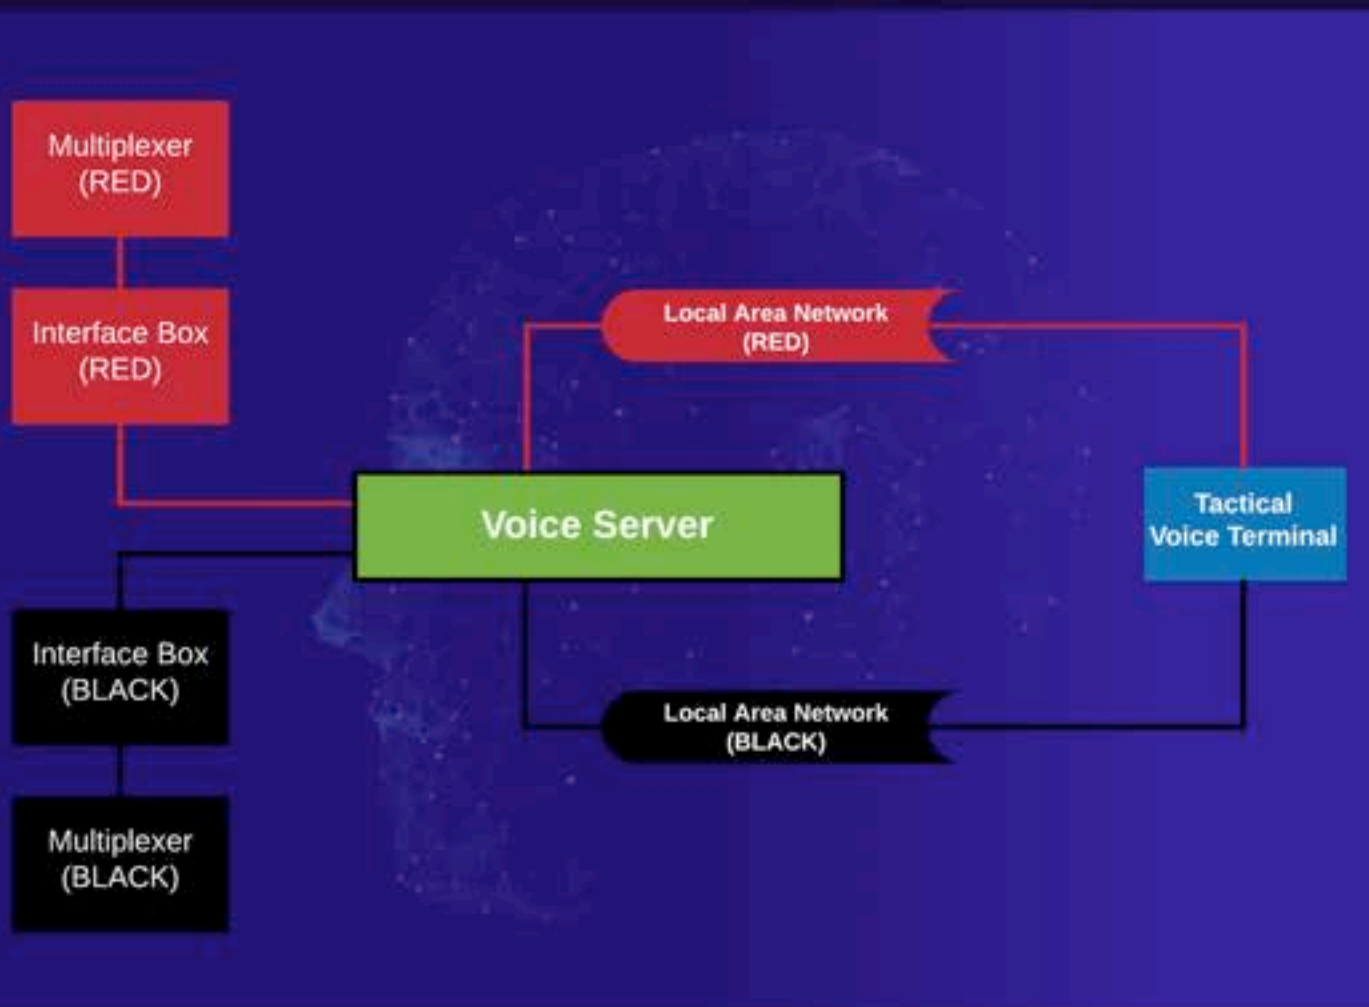 Multiplexer
(RED)
Interface Box
(RED)
Local Area Network
(RED)
Voice Server
Tactical
Voice Terminal
Interface Box
(BLACK)
Local Area Network
(BLACK)
Multiplexer
(BLACK)